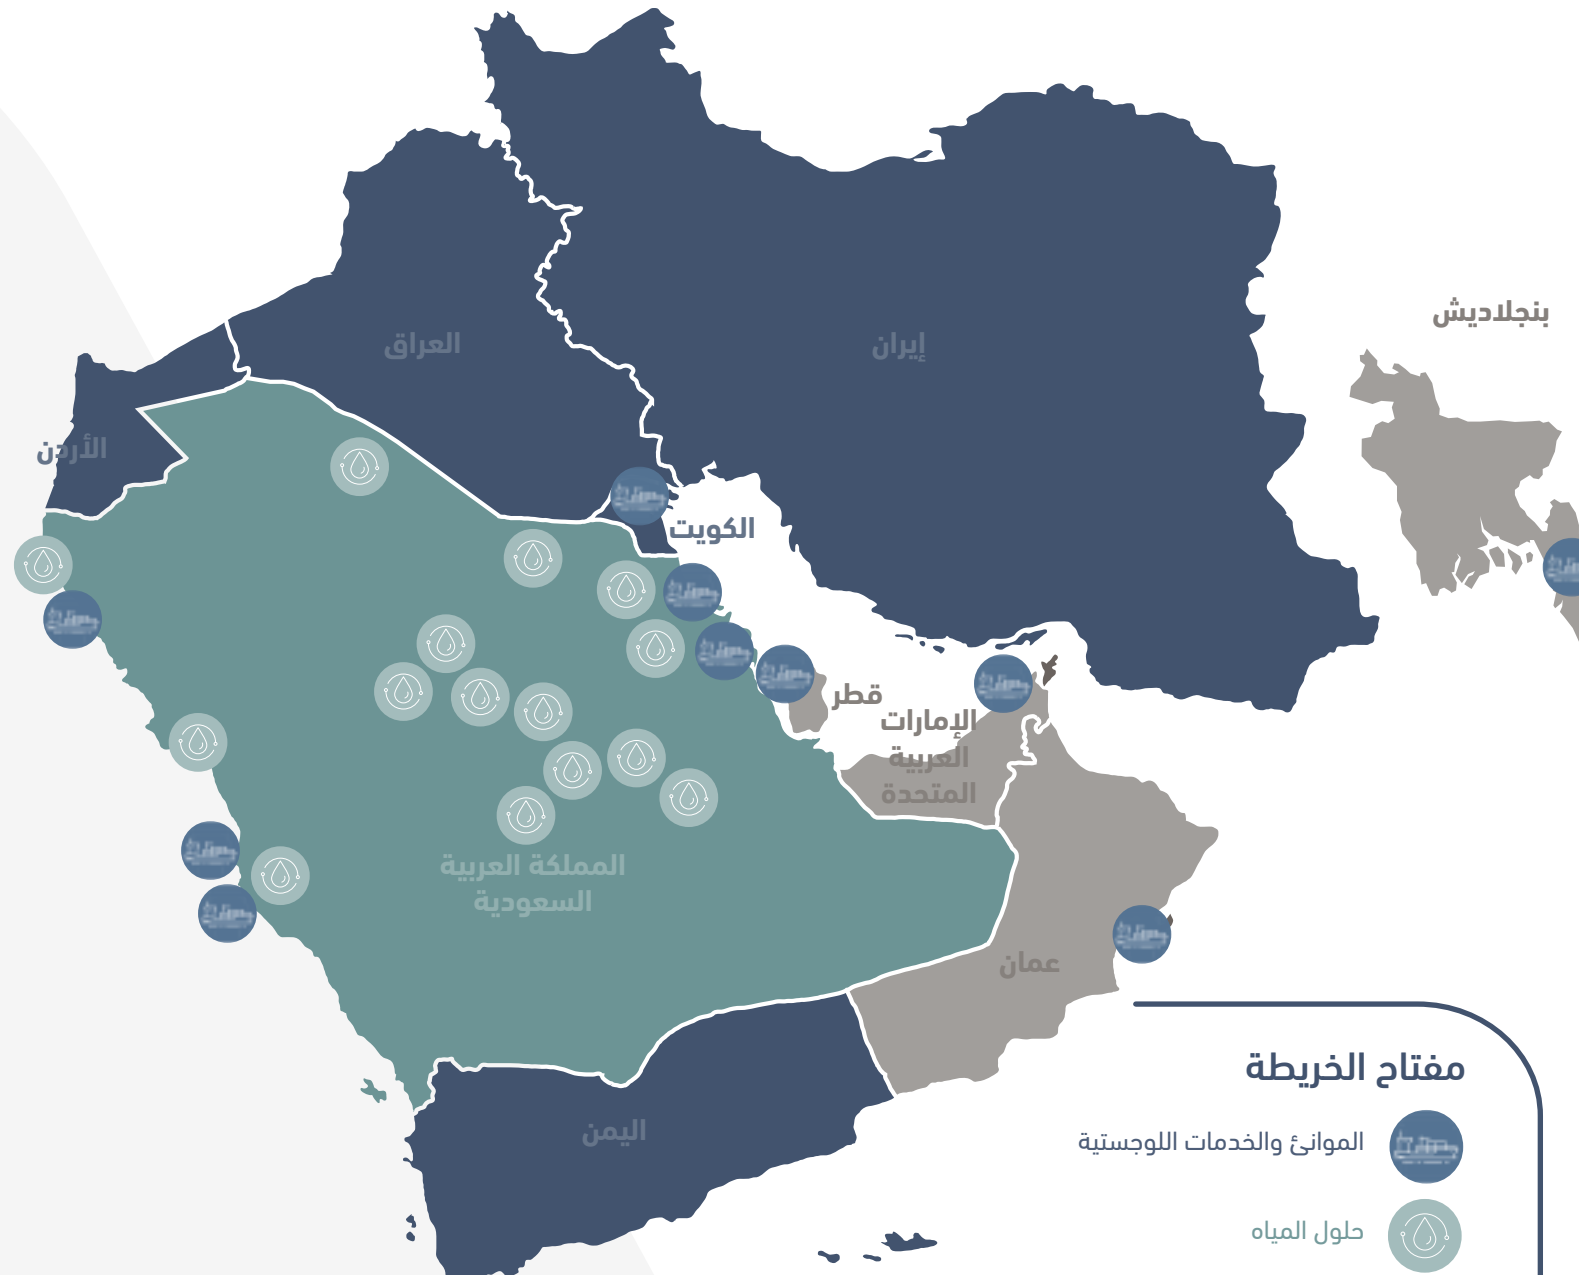 إيران
العراق
بنجلاديش
الأردن
الكويت
قطر
الإمارات
العربية
المتحدة
المملكة العربية
السعودية
عمان
اليمن
مفتاح الخريطة
الموانئ والخدمات اللوجستية
حلول المياه